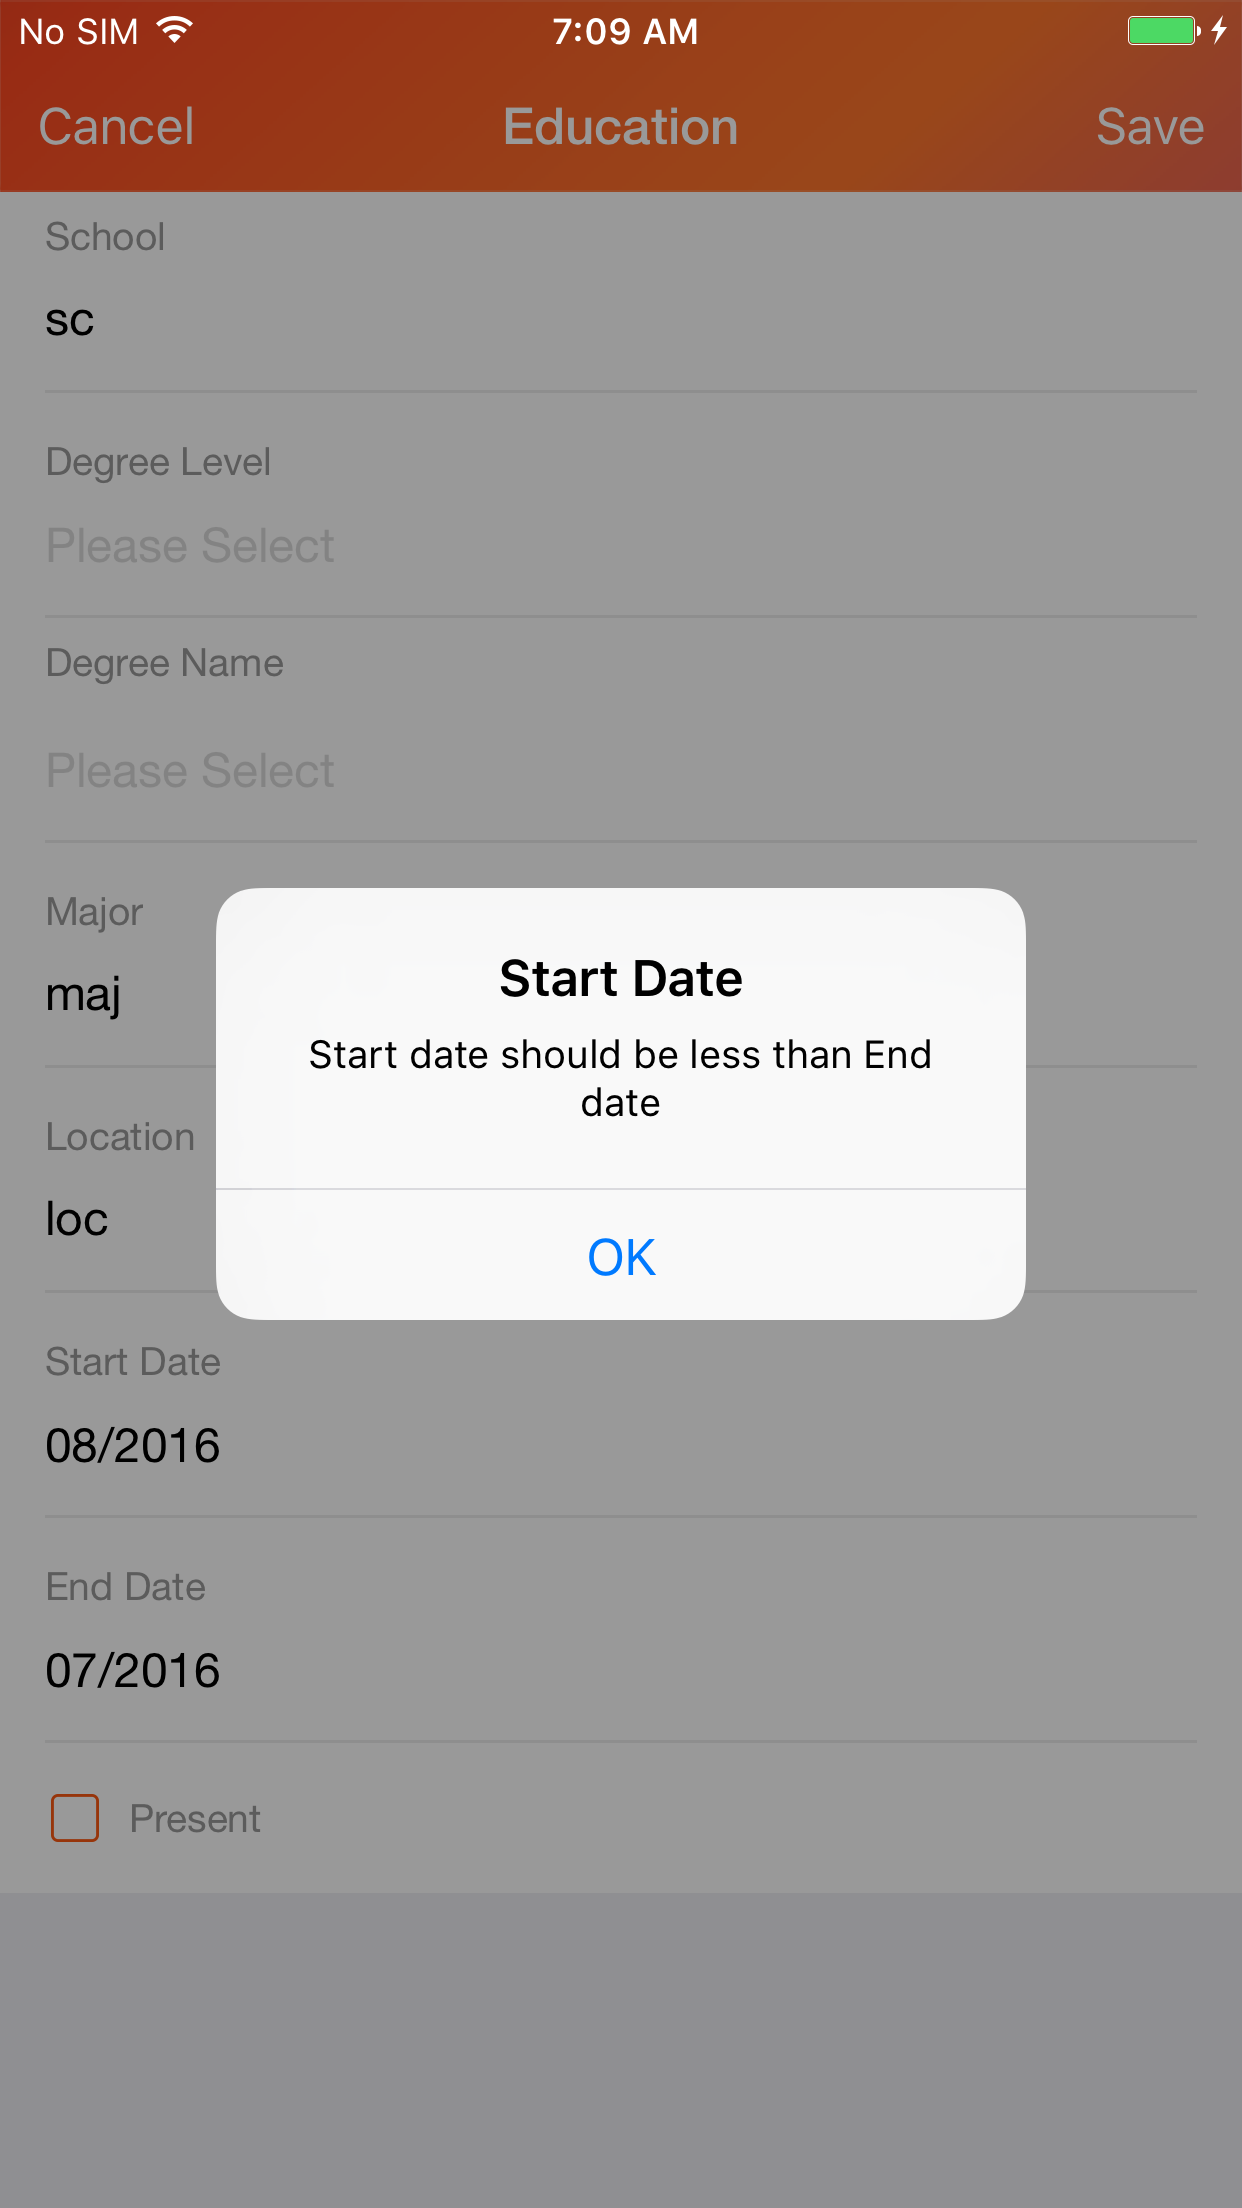 No SIM 7:09 AM
Cancel Education Save
School
sc
Degree Level
Please Select
Degree Name
Please Select
Major
maj
Start Date
Start date should be less than End
date
OK
Location
loc
Start Date
08/2016
End Date
07/2016
Present